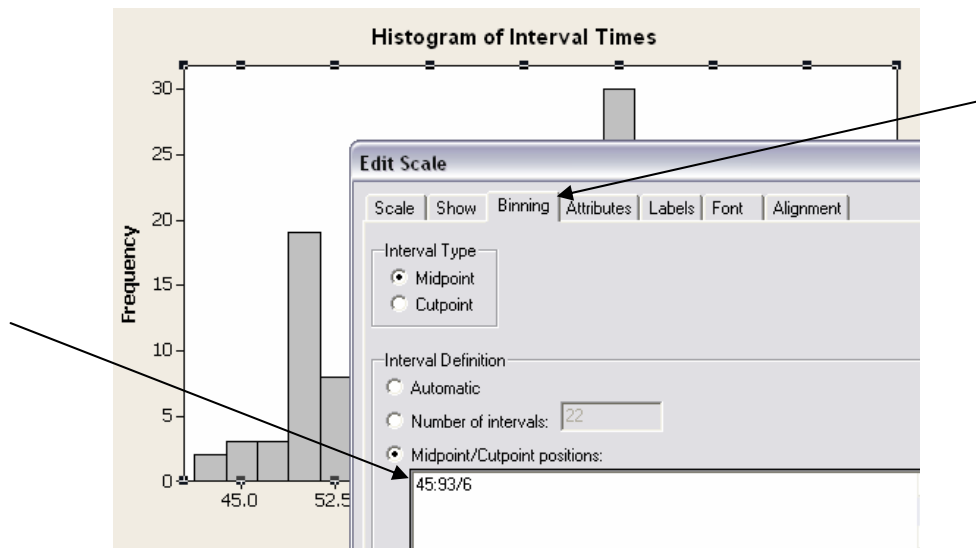 Histogram of Interval Times
30
25
20
15
10
5
0
Frequency
45.0
52.5
Edit Scale
Scale Show Binning Attributes Labels Font Alignment
Interval Type
Midpoint
Cutpoint
Interval Definition
Automatic
Number of intervals: 22
Midpoint/Cutpoint positions:
45:93/6